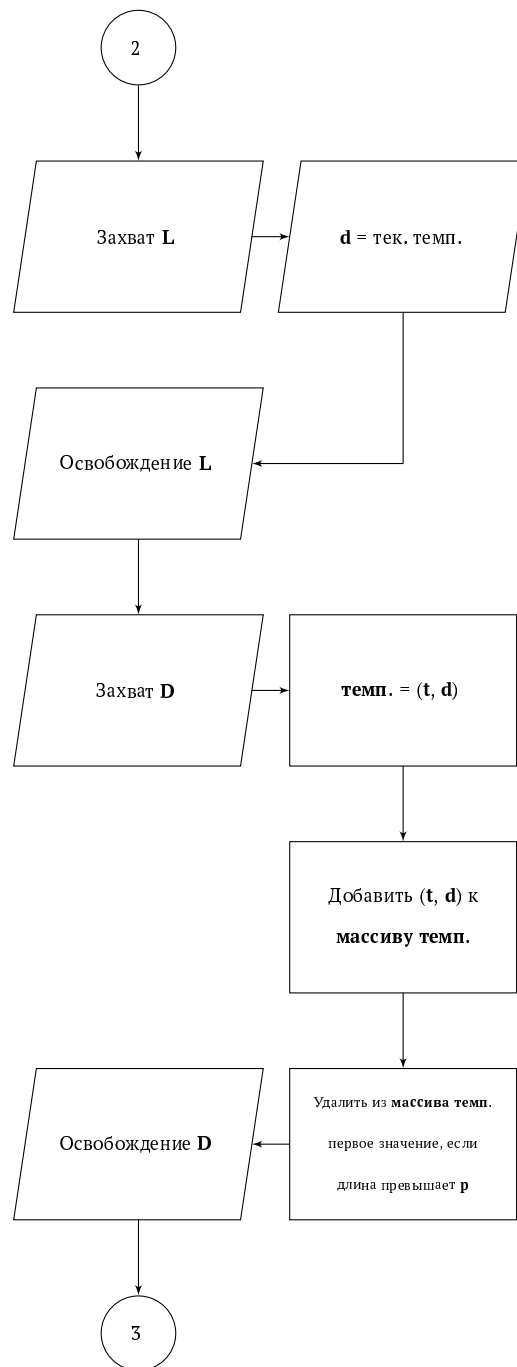 2
Захват L
d = тек. темп.
Освобождение L
Захват D
темп. = (t, d)
Добавить (t, d) к
массиву темп.
Удалить из массива темп.
первое значение, если
длина превышает p
Освобождение D
3